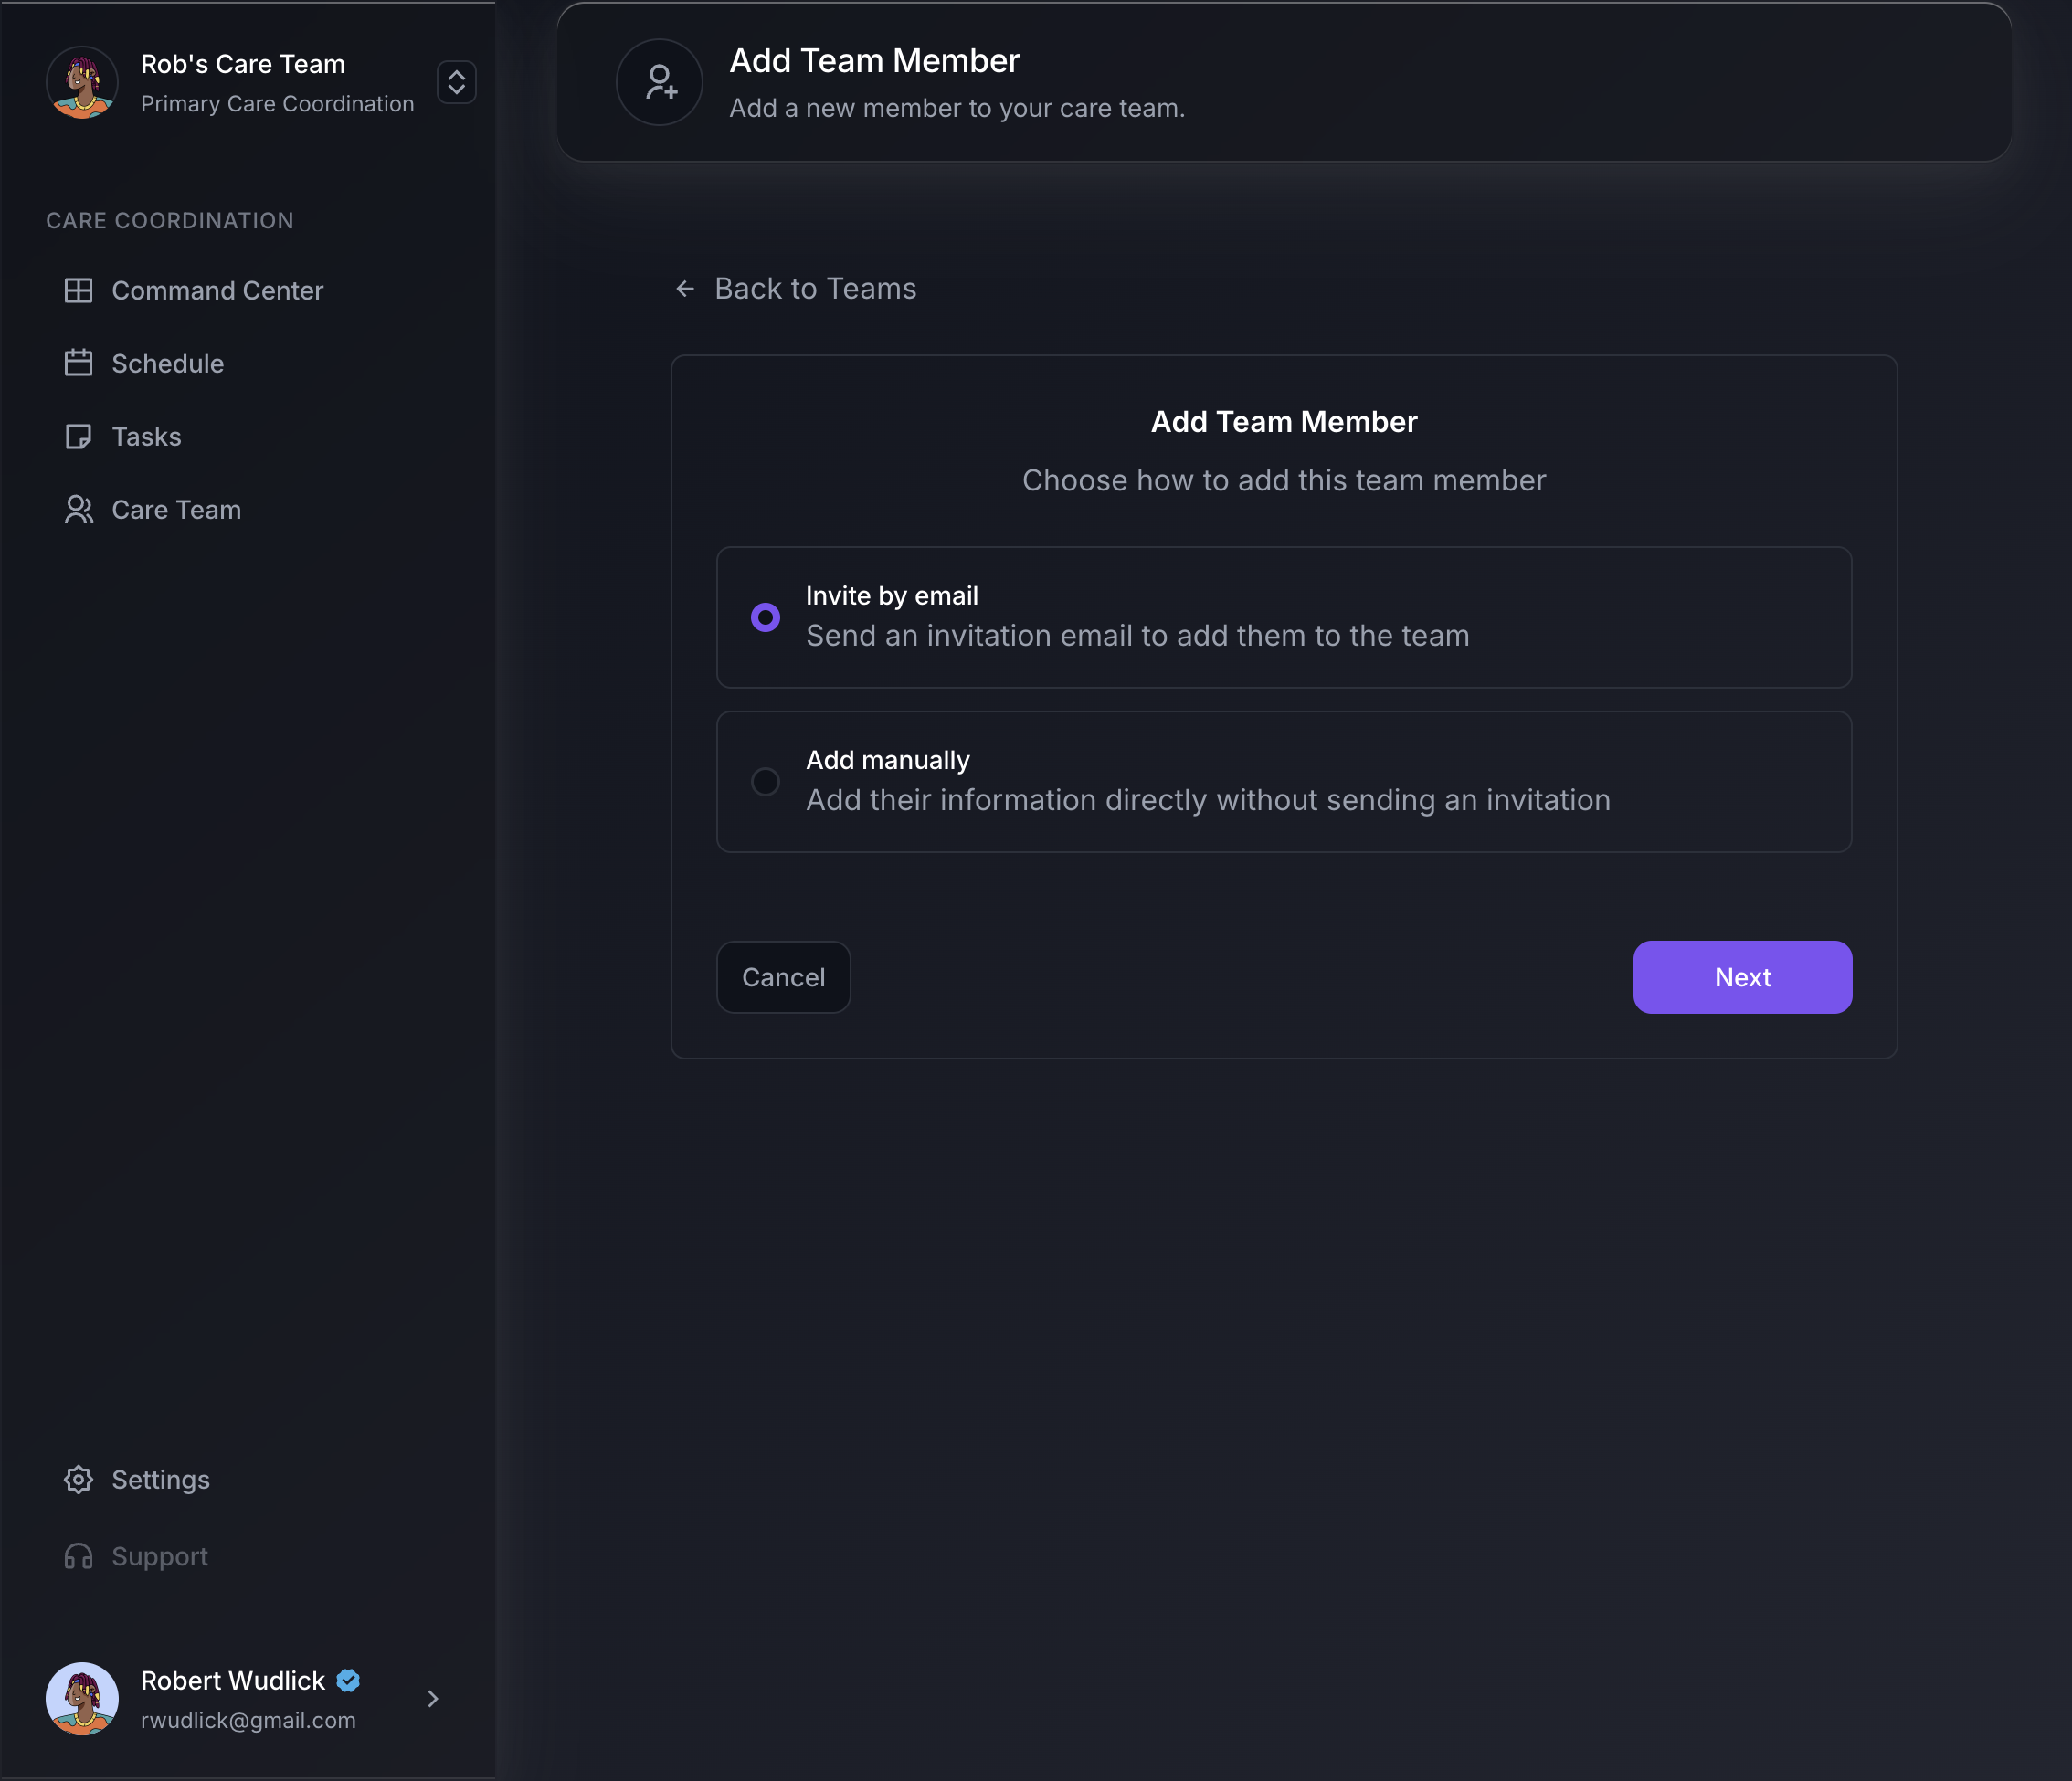 Rob's Care Team
Primary Care Coordination
CARE COORDINATION
Command Center
Schedule
Tasks
Care Team
Settings
Support
Robert Wudlick
rwudlick@gmail.com
Add Team Member
Add a new member to your care team.
Back to Teams
Add Team Member
Choose how to add this team member
Invite by email
Send an invitation email to add them to the team
Add manually
Add their information directly without sending an invitation
Cancel
Next